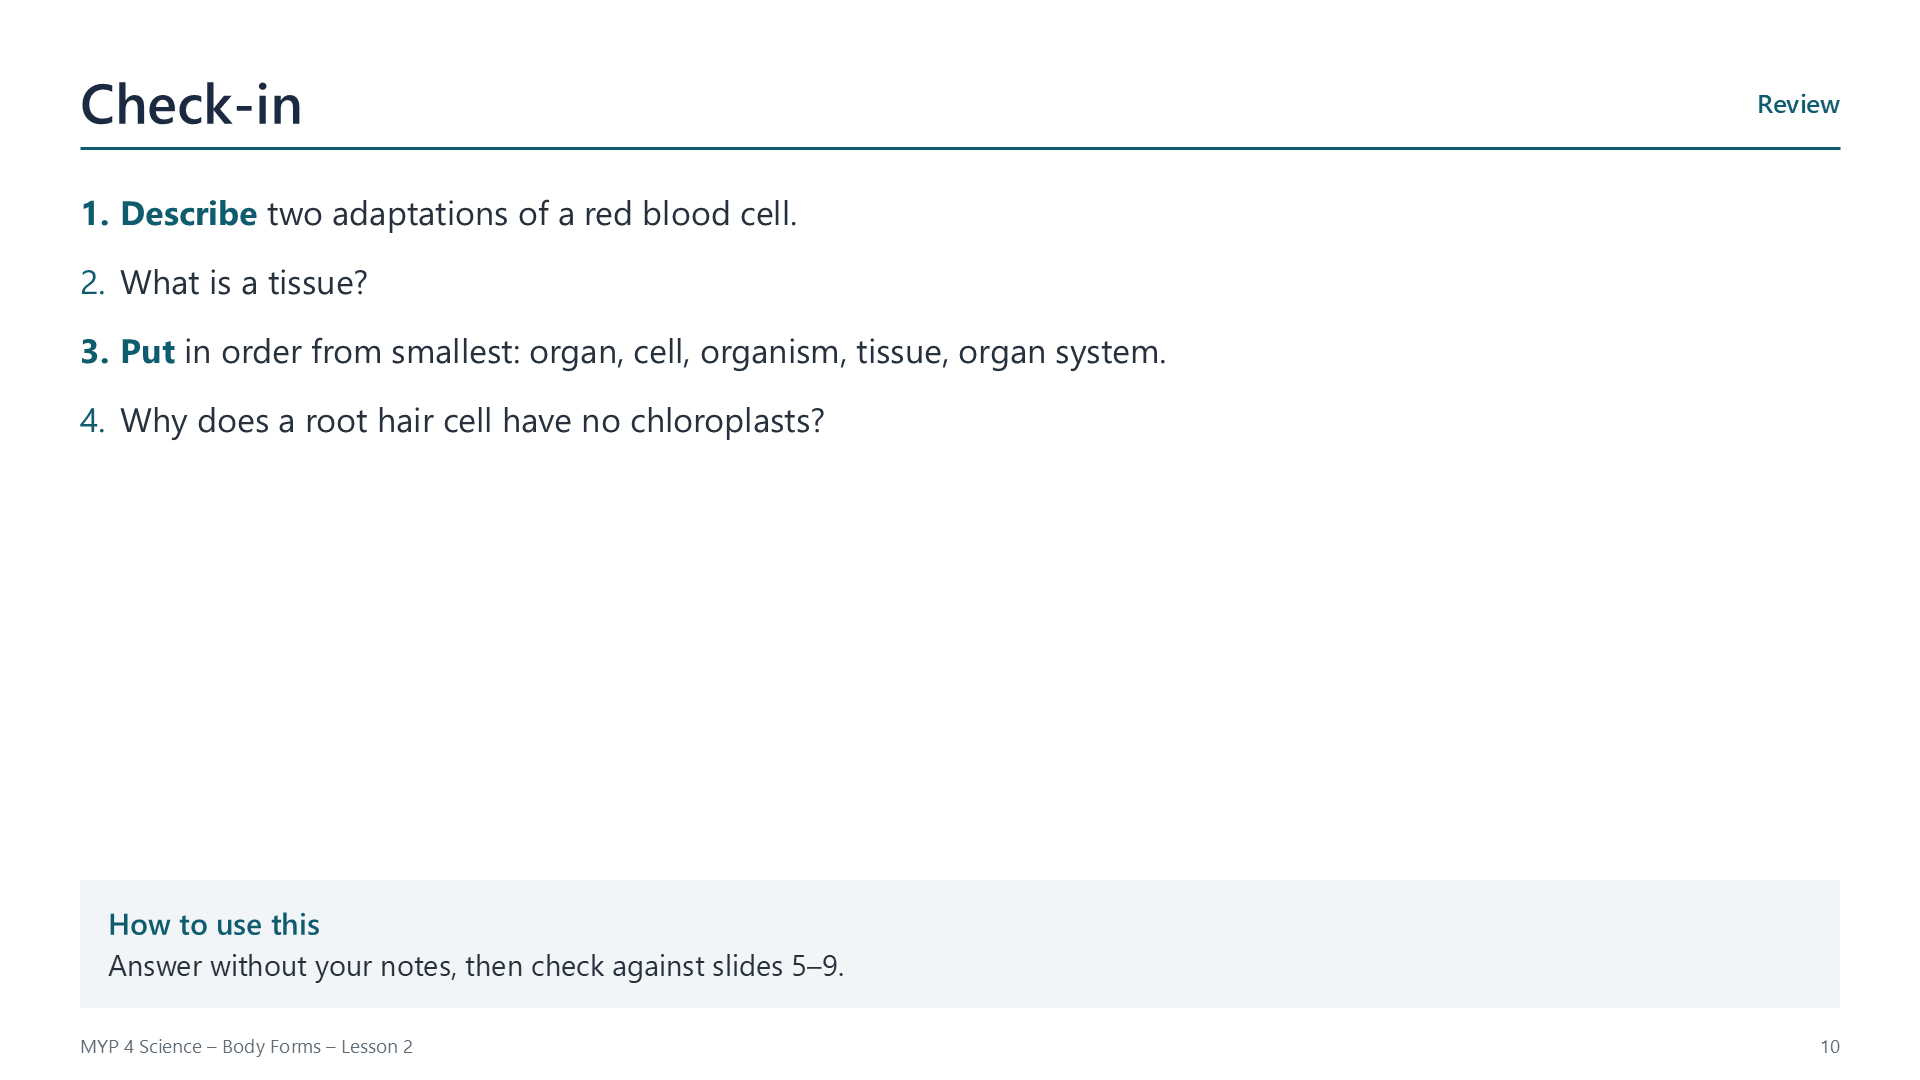 Check-in
Review
1. Describe two adaptations of a red blood cell.
2. What is a tissue?
3. Put in order from smallest: organ, cell, organism, tissue, organ system.
4. Why does a root hair cell have no chloroplasts?
How to use this
Answer without your notes, then check against slides 5–9.
MYP 4 Science – Body Forms – Lesson 2
10